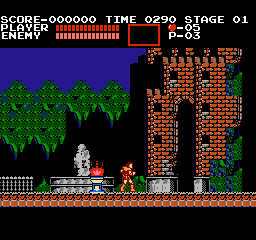 SCORE-000000 TIME 0290 STAGE 01
PLAYER -05
ENEMY P-03